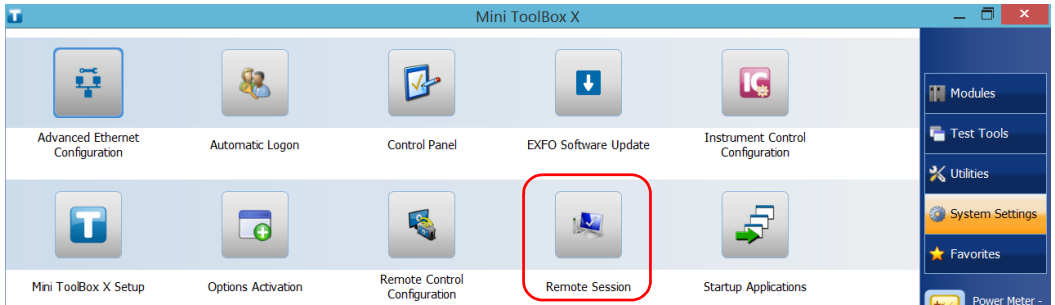 Mini ToolBox X
Advanced Ethernet
Configuration
Automatic Logon
Control Panel
EXFO Software Update
Instrument Control
Configuration
Mini ToolBox X Setup
Options Activation
Remote Control
Configuration
Remote Session
Startup Applications
Modules
Test Tools
Utilities
System Settings
Favorites
Power Meter -